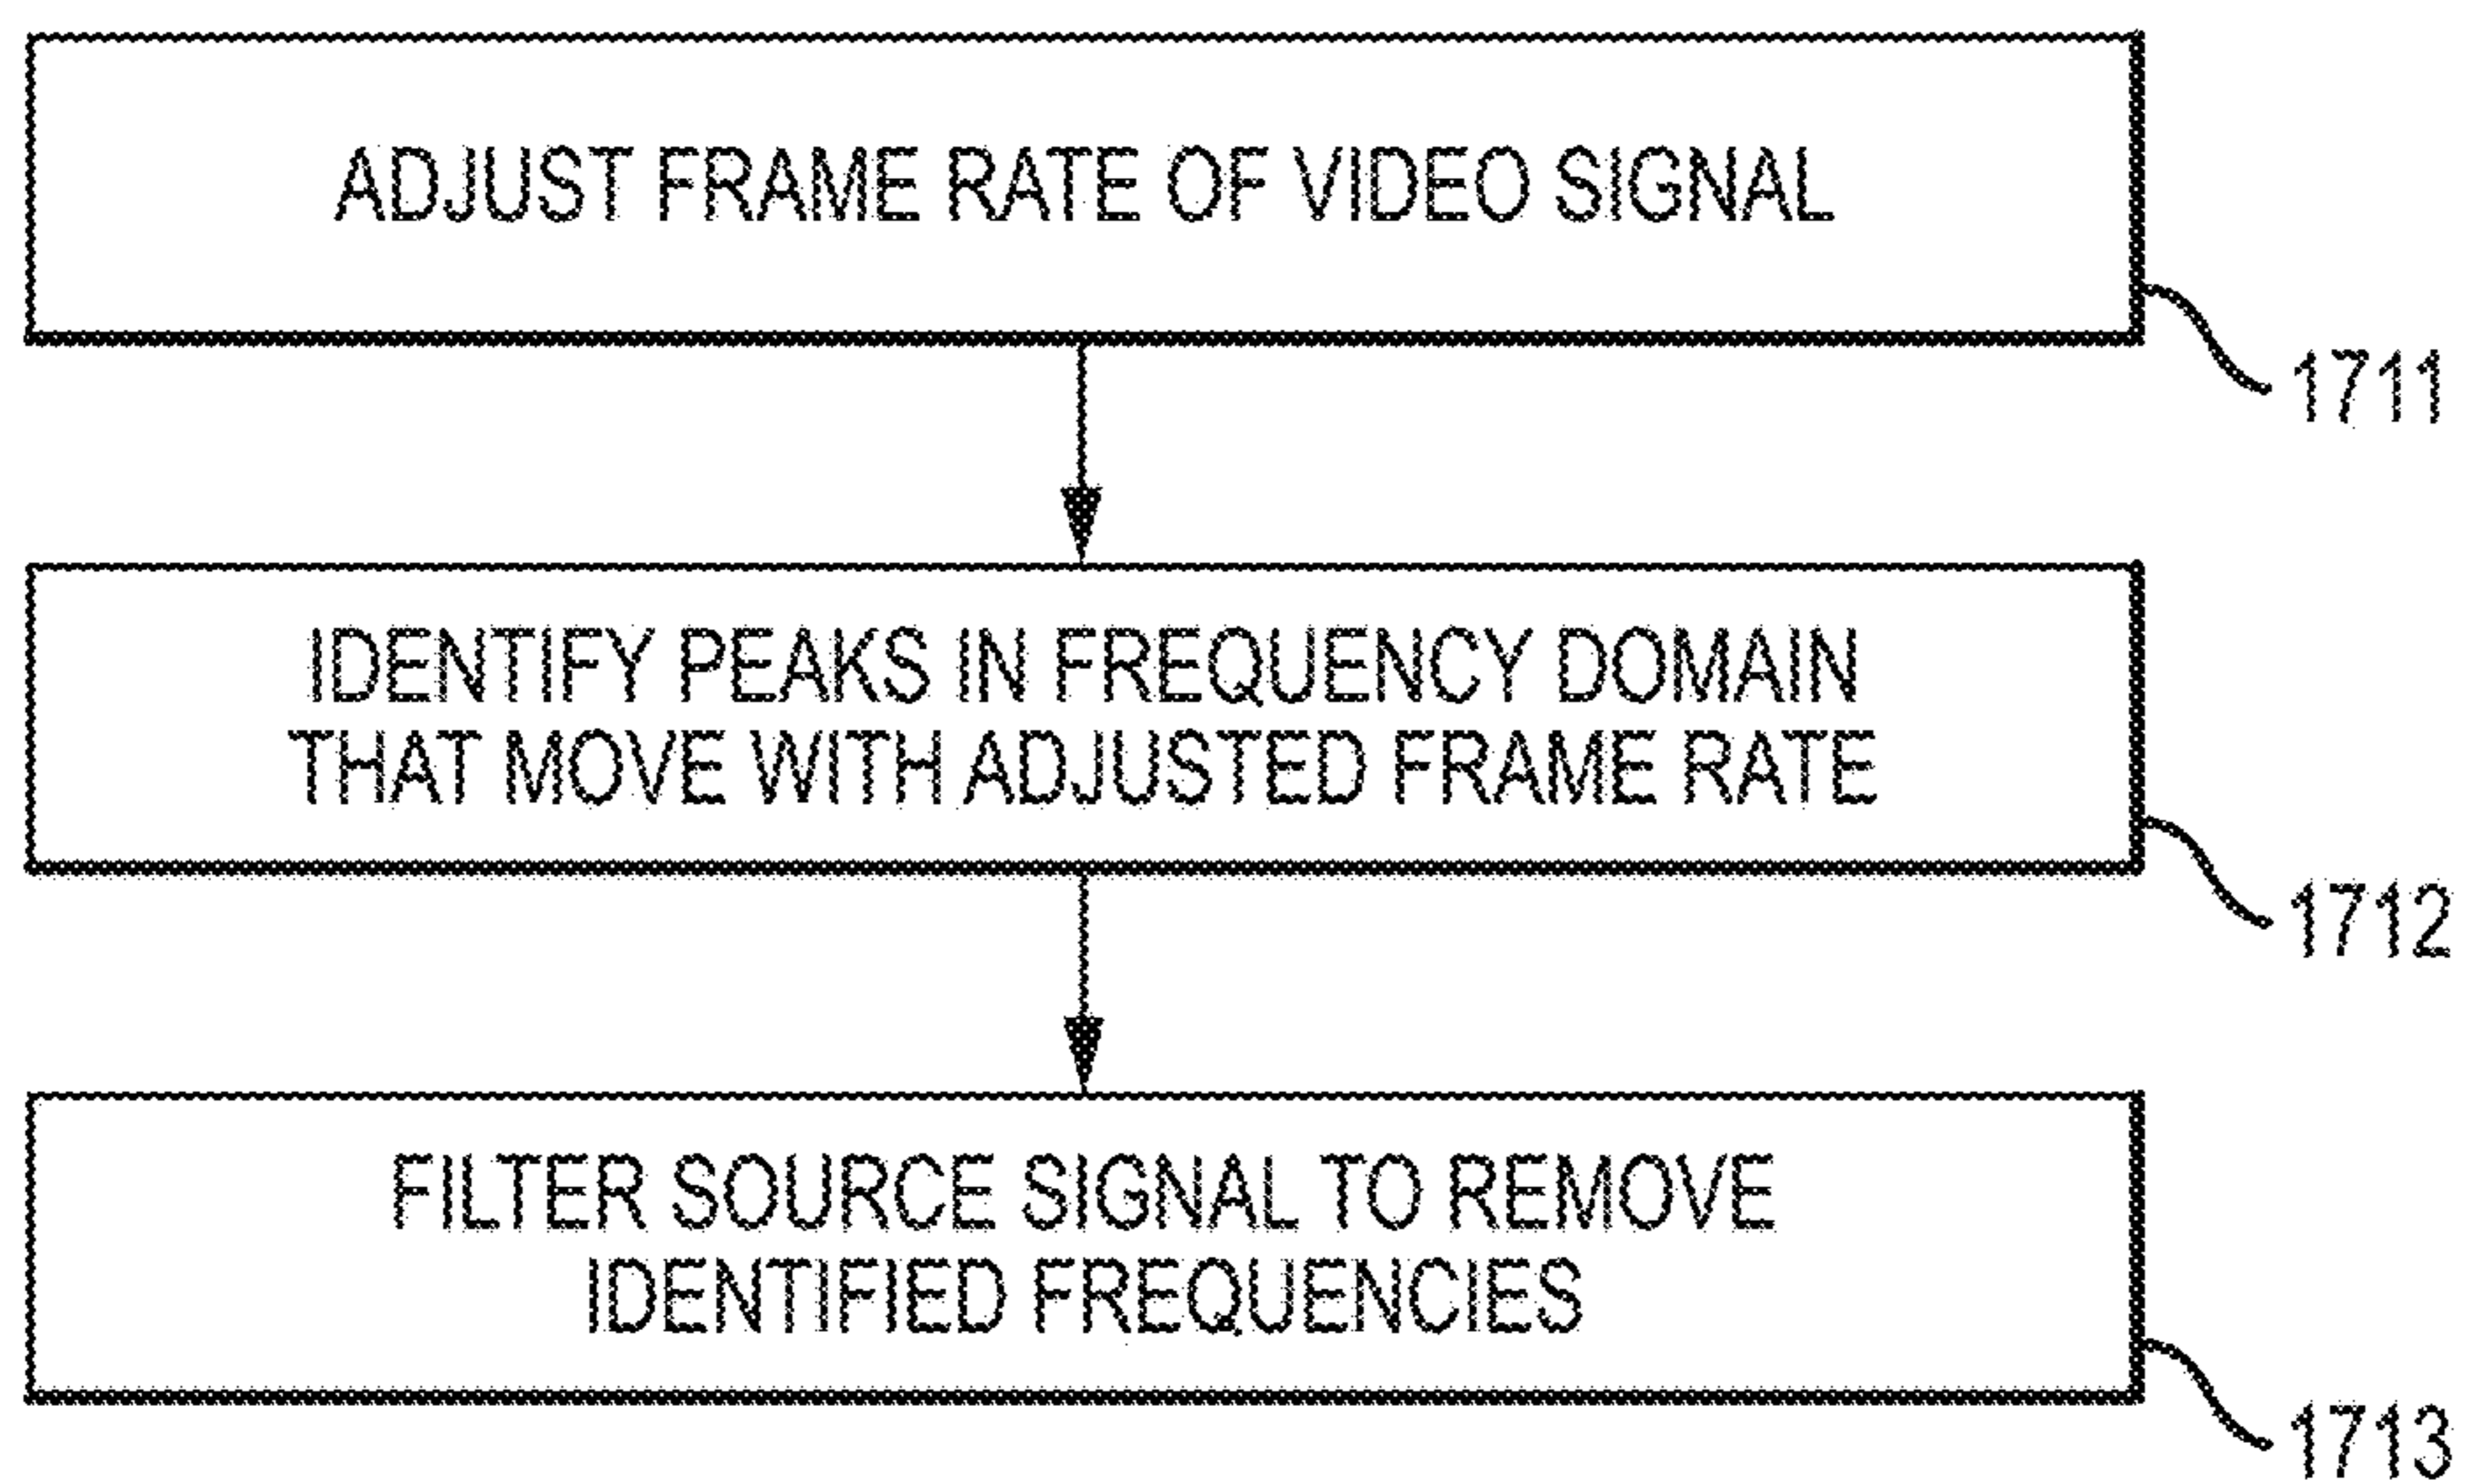 ADJUST FRAME RATE OF VIDEO SIGNAL
1711
IDENTIFY PEAKS IN FREQUENCY DOMAIN
THAT MOVE WITH ADJUSTED FRAME RATE
1712
FILTER SOURCE SIGNAL TO REMOVE
IDENTIFIED FREQUENCIES
1713